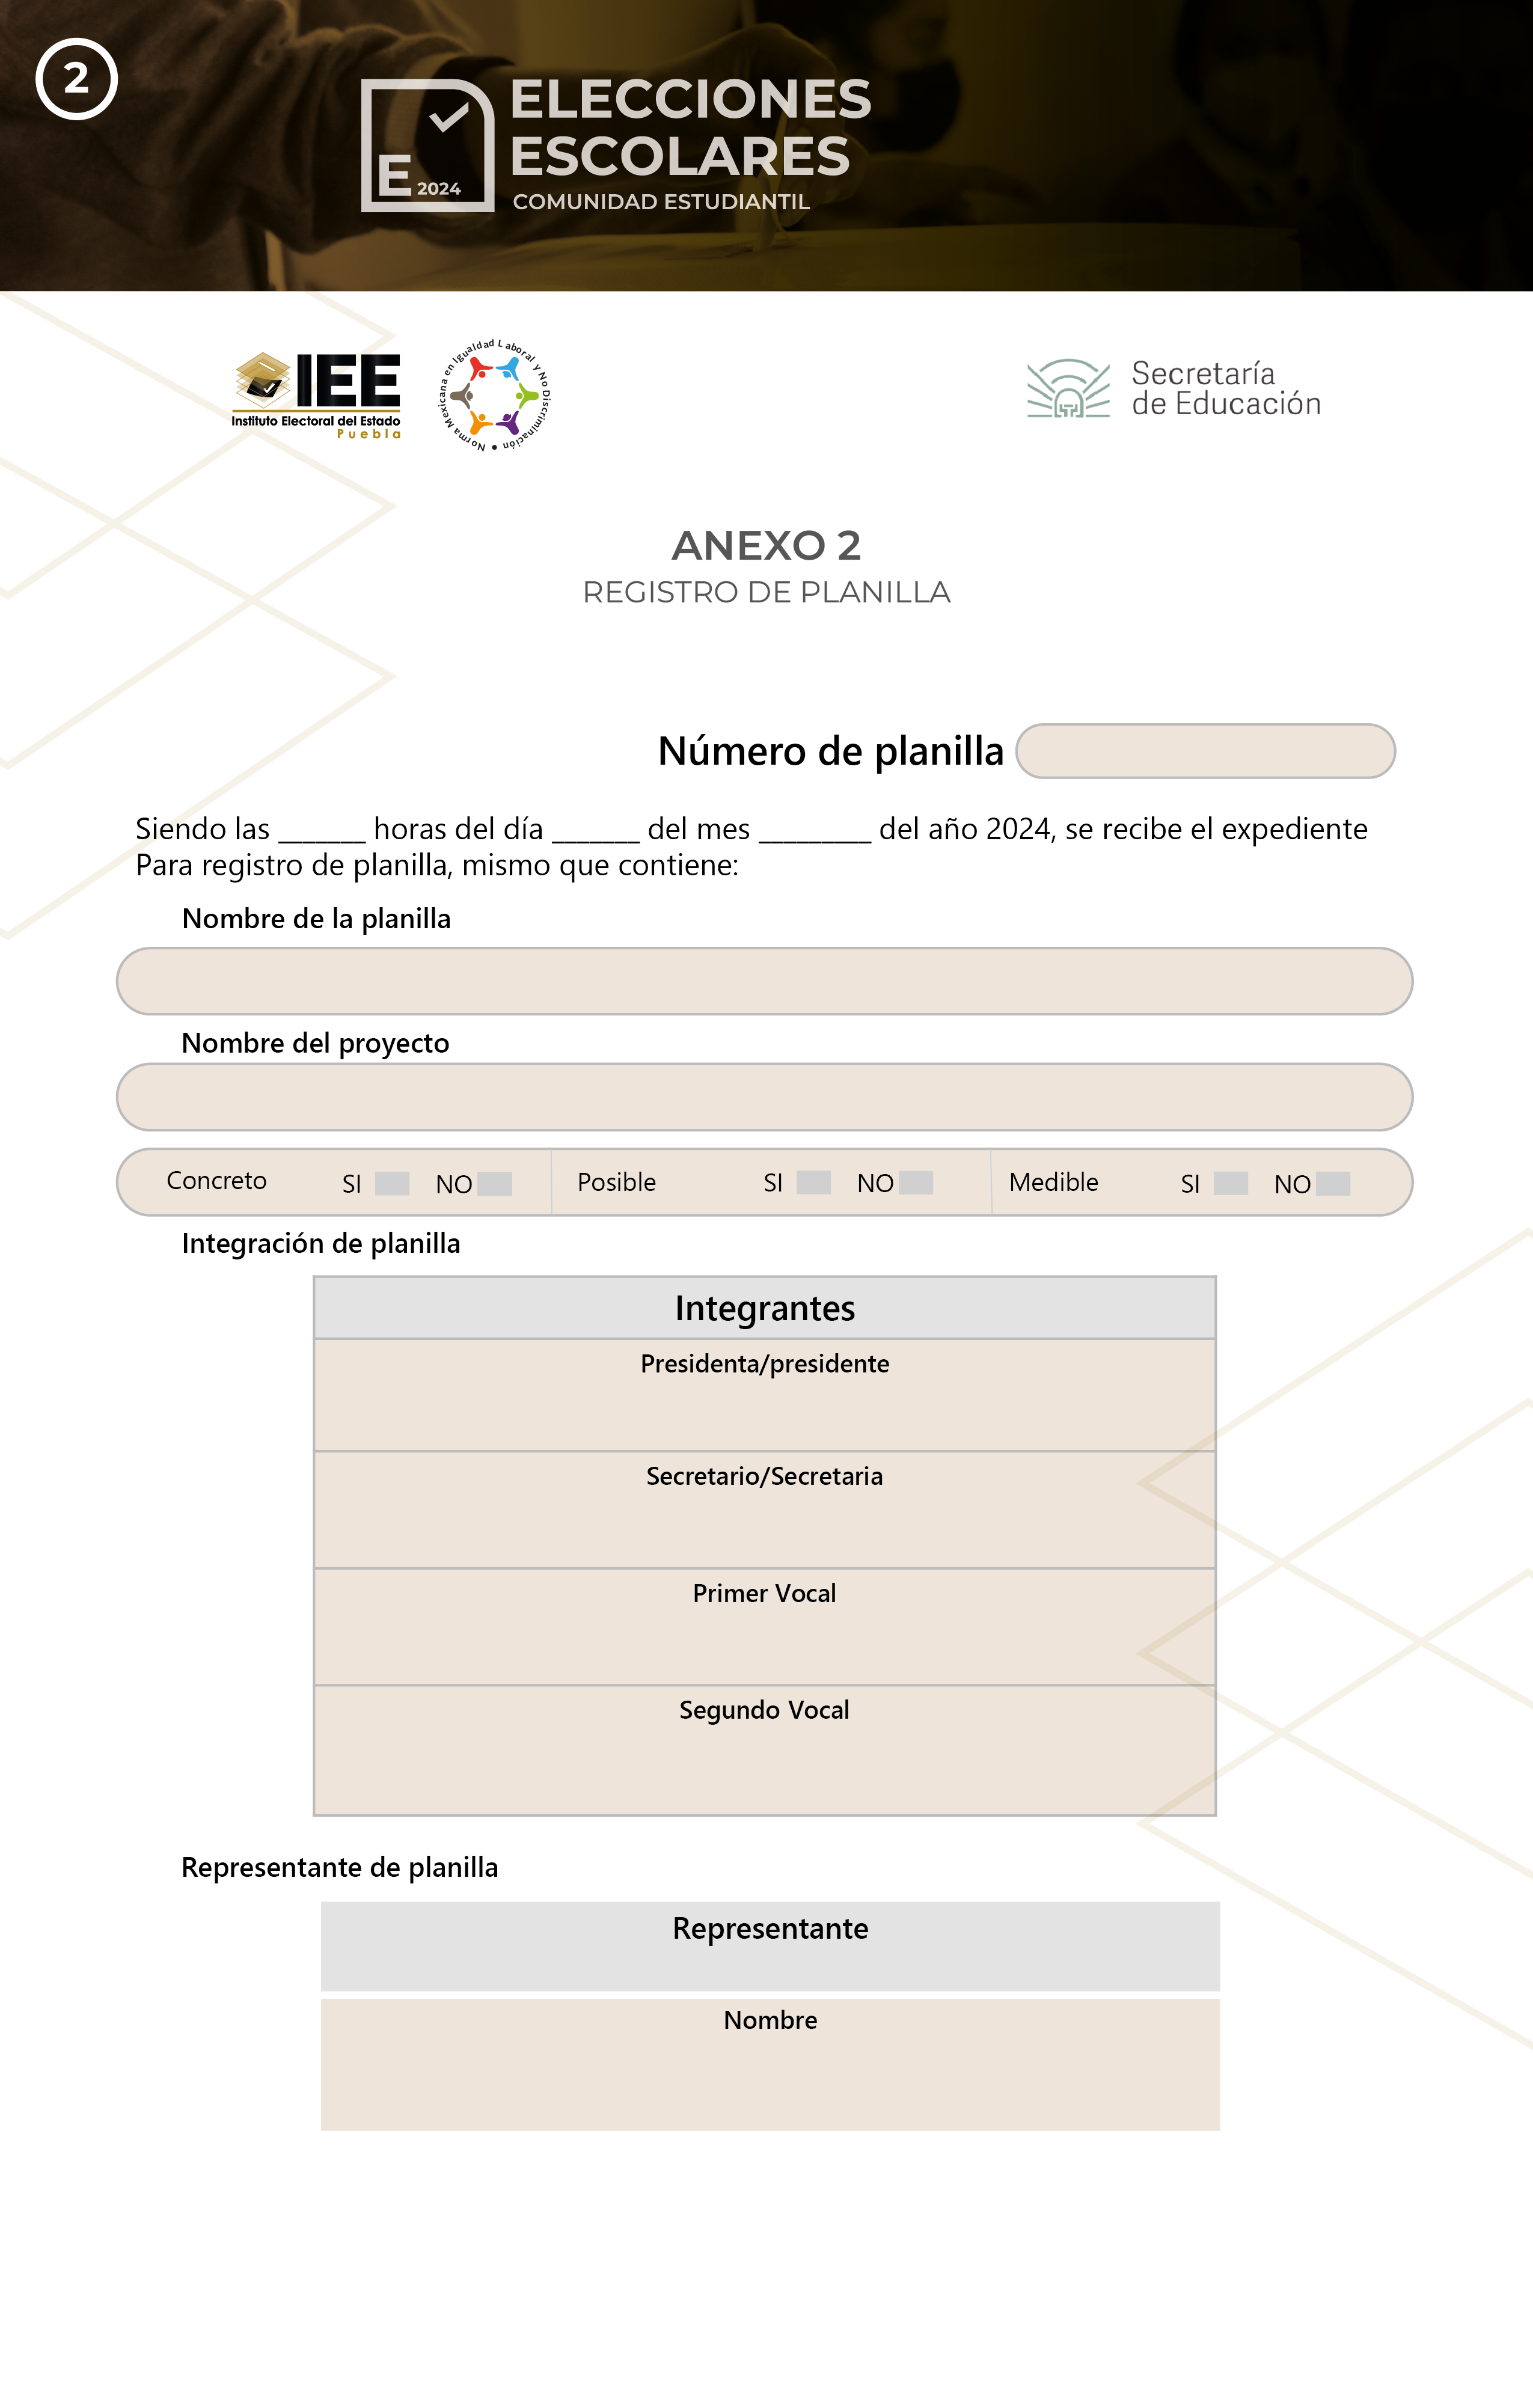 2
ELECCIONES
ESCOLARES
COMUNIDAD ESTUDIANTIL
E 2024
IEE
Instituto Electoral del Estado
Puebla
Norma Mexicana en Igualdad Laboral y No Discriminación
Secretaría
de Educación
ANEXO 2
REGISTRO DE PLANILLA
Número de planilla
Siendo las _______ horas del día _______ del mes _________ del año 2024, se recibe el expediente
Para registro de planilla, mismo que contiene:
Nombre de la planilla
Nombre del proyecto
Concreto SI NO Posible SI NO Medible SI NO
Integración de planilla
Integrantes
Presidenta/presidente
Secretario/Secretaria
Primer Vocal
Segundo Vocal
Representante de planilla
Representante
Nombre